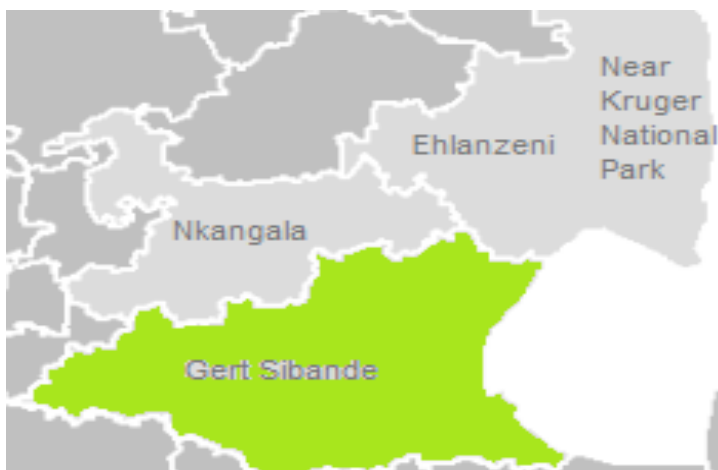 Near
Kruger
National
Park
Ehlanzeni
Nkangala
Gert Sibande